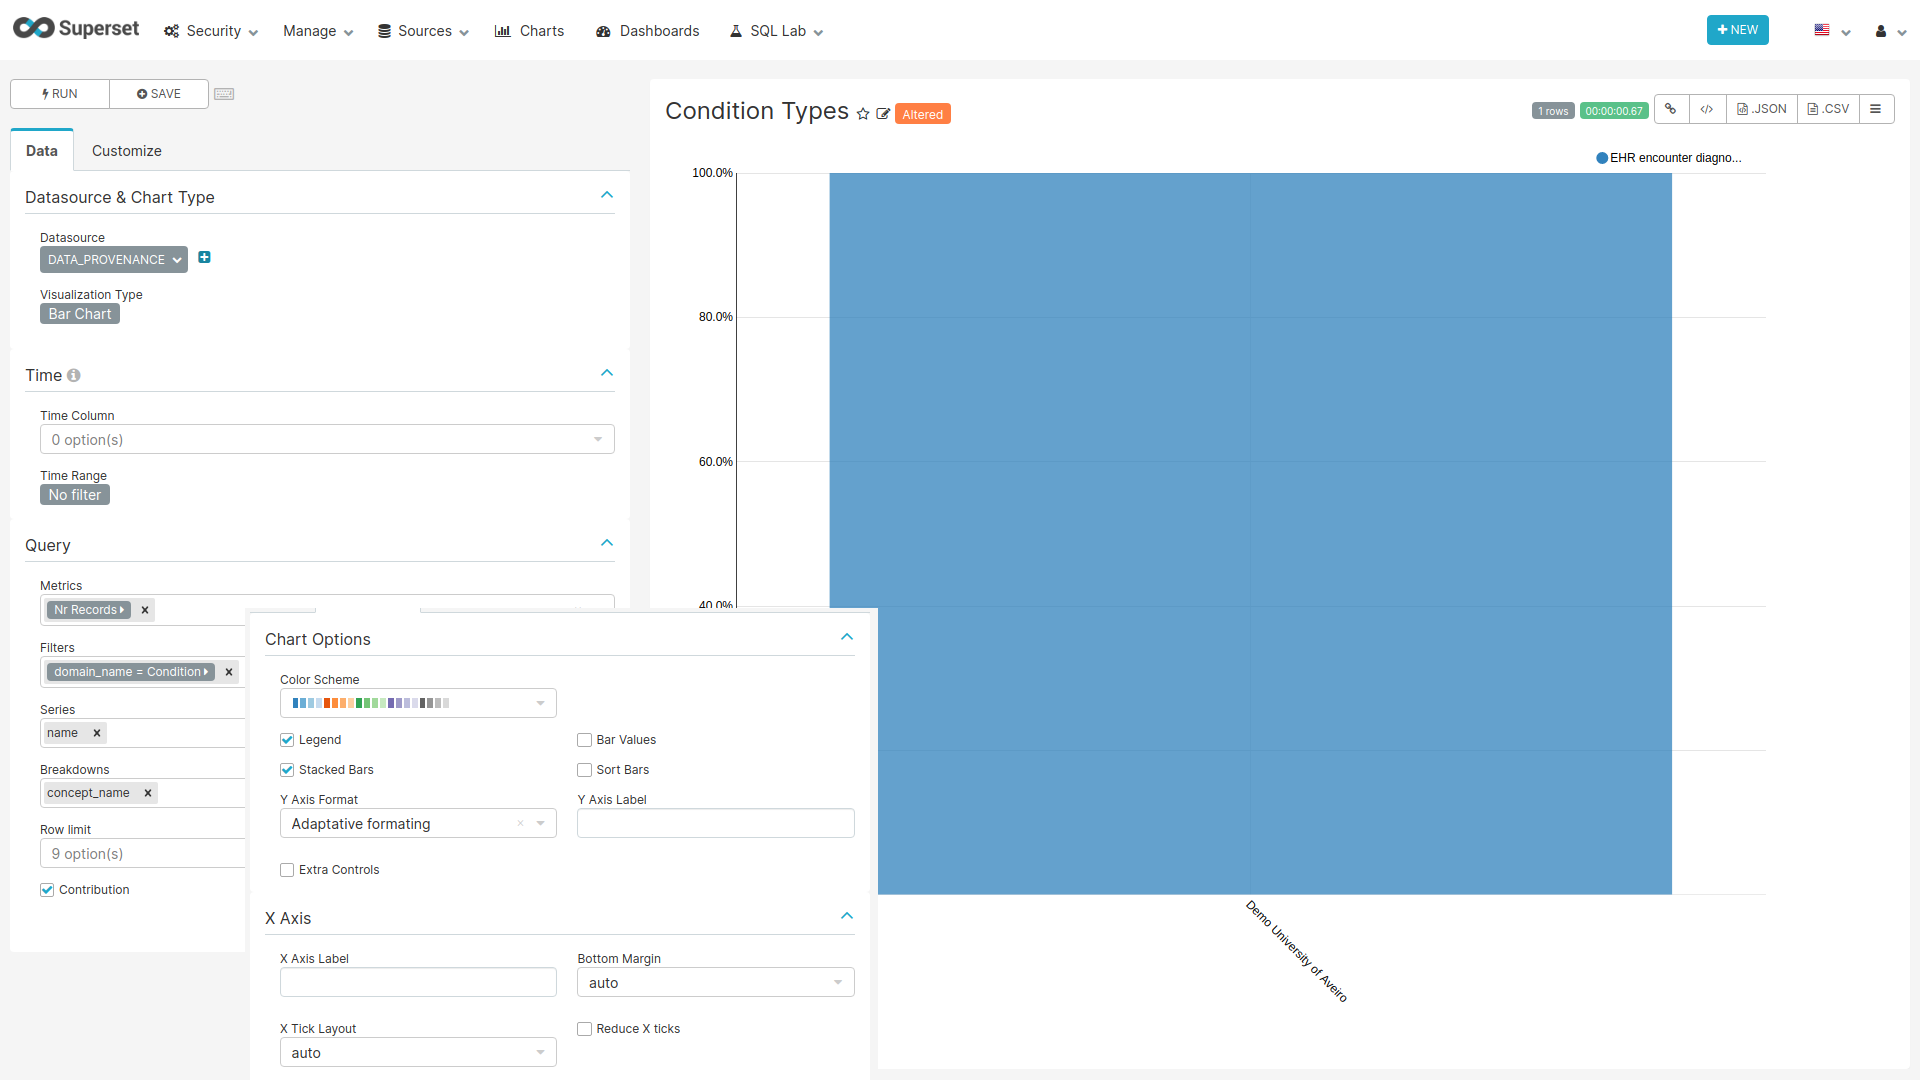 Superset Security Manage Sources Charts Dashboards SQL Lab NEW
RUN SAVE
Data Customize
Datasource & Chart Type
Datasource
DATA_PROVENANCE
Visualization Type
Bar Chart
Time
Time Column
0 option(s)
Time Range
No filter
Query
Metrics
Nr Records
Filters
domain_name = Condition
Series
name
Breakdowns
concept_name
Row limit
9 option(s)
Contribution
Chart Options
Color Scheme
Legend Bar Values
Stacked Bars Sort Bars
Y Axis Format Y Axis Label
Adaptative formating
Extra Controls
X Axis
X Axis Label Bottom Margin
auto
X Tick Layout Reduce X ticks
auto
Condition Types Altered 1 rows 00:00:00.67 </> .JSON .CSV
EHR encounter diagno...
100.0%
80.0%
60.0%
40.0%
Demo University of Aveiro